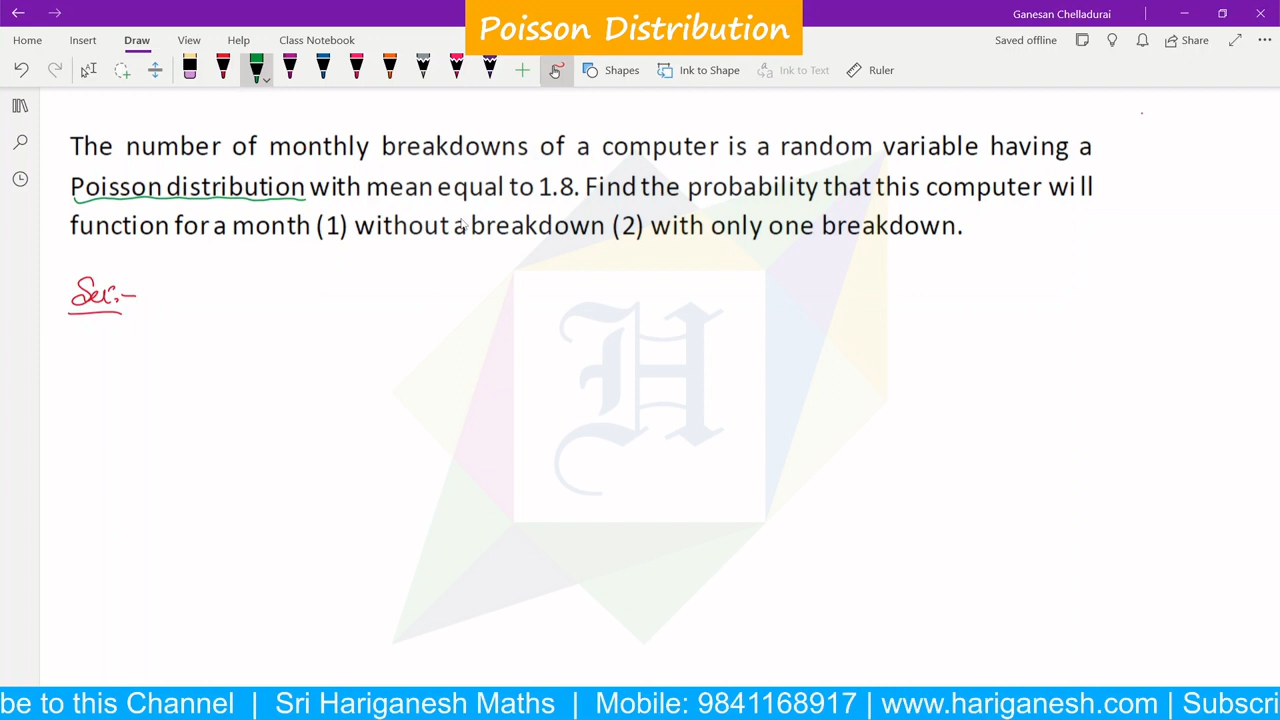 Poisson Distribution
Ganesan Chelladurai
Home Insert Draw View Help Class Notebook
Saved offline Share
Shapes Ink to Shape Ink to Text Ruler
The number of monthly breakdowns of a computer is a random variable having a
Poisson distribution with mean equal to 1.8. Find the probability that this computer will
function for a month (1) without a breakdown (2) with only one breakdown.
H
be to this Channel | Sri Hariganesh Maths | Mobile: 9841168917 | www.hariganesh.com | Subscri